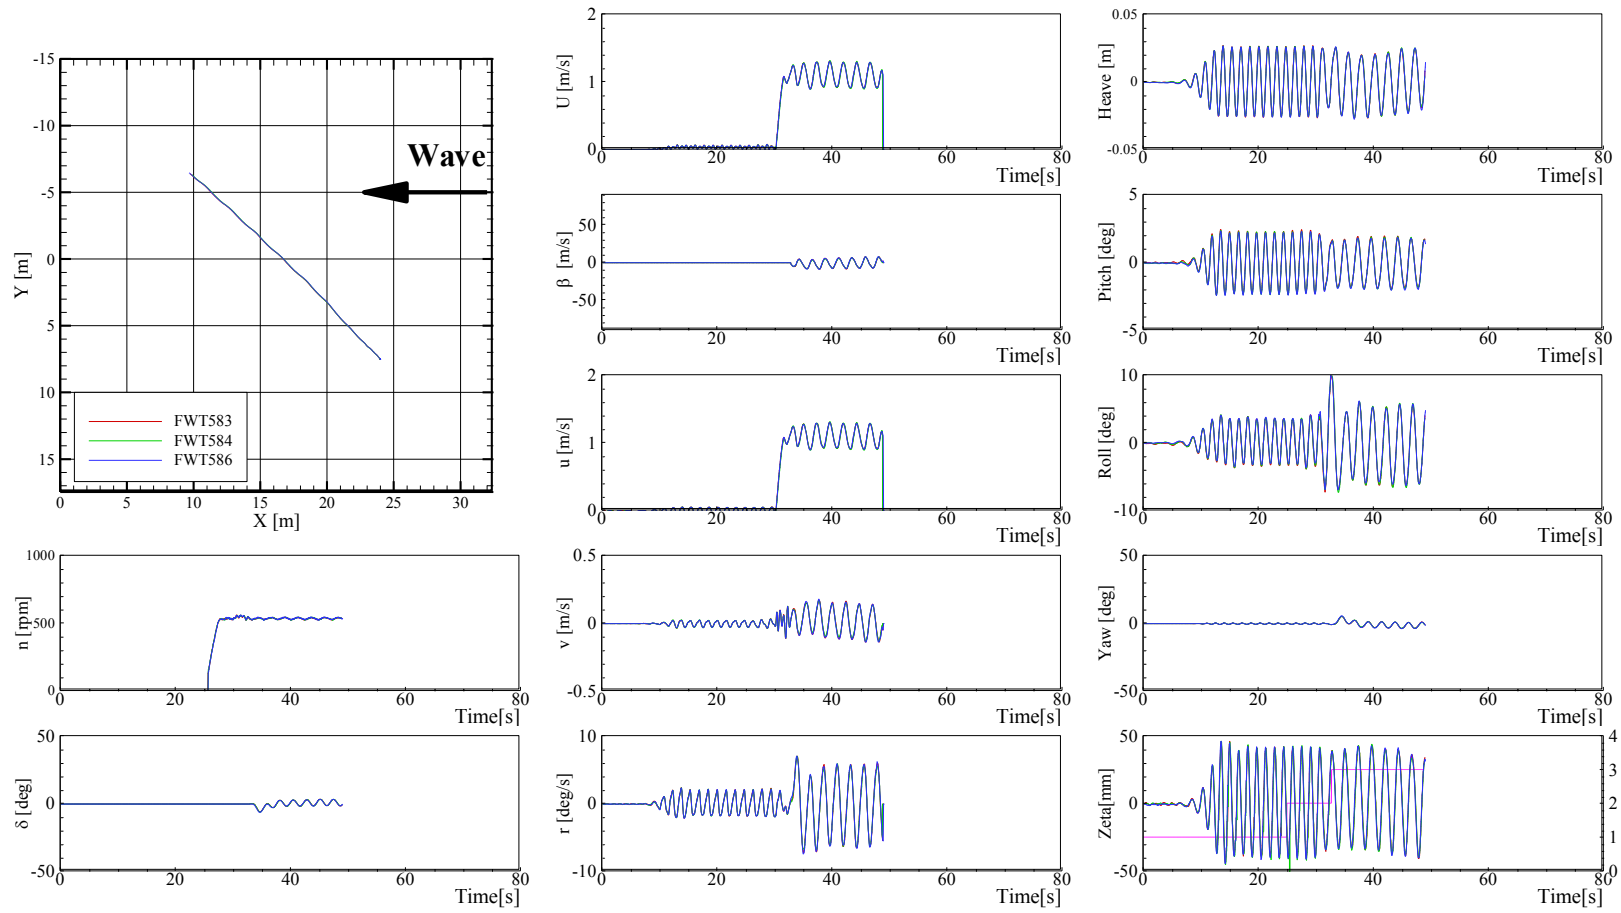 -15
-10
-5
0
5
10
15
Y [m]
Wave
FWT583
FWT584
FWT586
0 5 10 15 20 25 30
X [m]
1000
500
0
n [rpm]
0 20 40 60 80
Time[s]
50
0
-50
δ [deg]
0 20 40 60 80
Time[s]
2
1
0
U [m/s]
0 20 40 60 80
Time[s]
50
0
-50
β [m/s]
0 20 40 60 80
Time[s]
2
1
0
u [m/s]
0 20 40 60 80
Time[s]
0.5
0
-0.5
v [m/s]
0 20 40 60 80
Time[s]
10
0
-10
r [deg/s]
0 20 40 60 80
Time[s]
0.05
0
-0.05
Heave [m]
0 20 40 60 80
Time[s]
5
0
-5
Pitch [deg]
0 20 40 60 80
Time[s]
10
0
-10
Roll [deg]
0 20 40 60 80
Time[s]
50
0
-50
Yaw [deg]
0 20 40 60 80
Time[s]
50
0
-50
Zeta[mm]
4
3
2
1
0
0 20 40 60 80
Time[s]